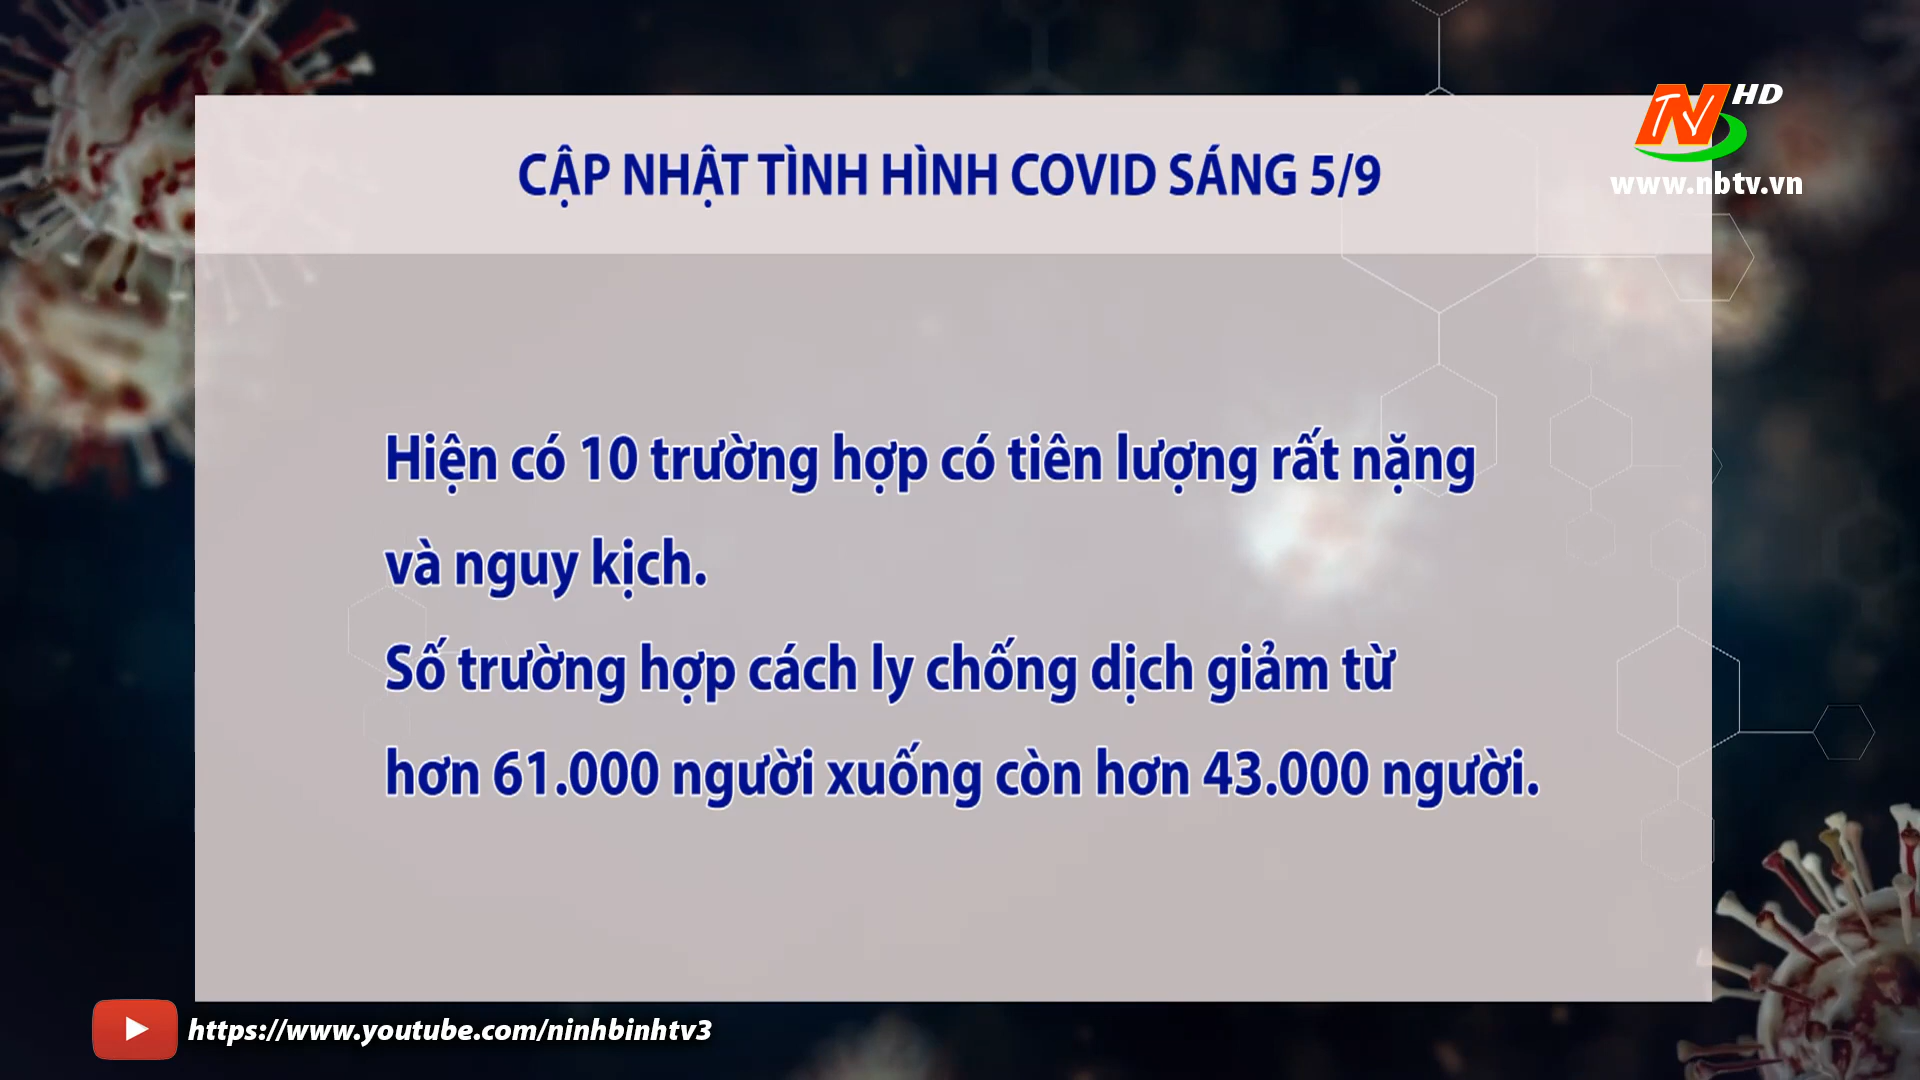 NTV HD
www.nbtv.vn
CẬP NHẬT TÌNH HÌNH COVID SÁNG 5/9
Hiện có 10 trường hợp có tiên lượng rất nặng
và nguy kịch.
Số trường hợp cách ly chống dịch giảm từ
hơn 61.000 người xuống còn hơn 43.000 người.
https://www.youtube.com/ninhbinhtv3